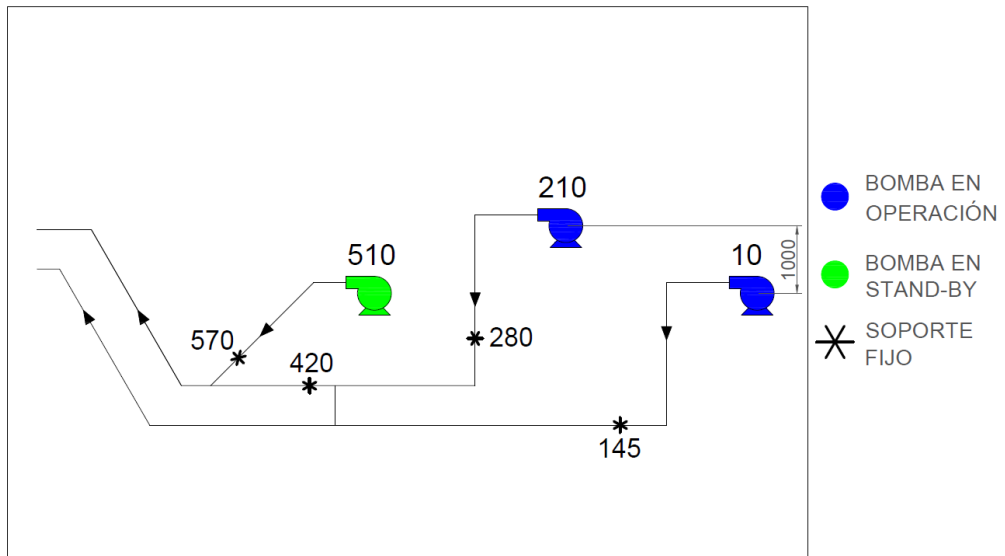 210
510
10
1000
570
420
280
145
BOMBA EN
OPERACIÓN
BOMBA EN
STAND-BY
SOPORTE
FIJO